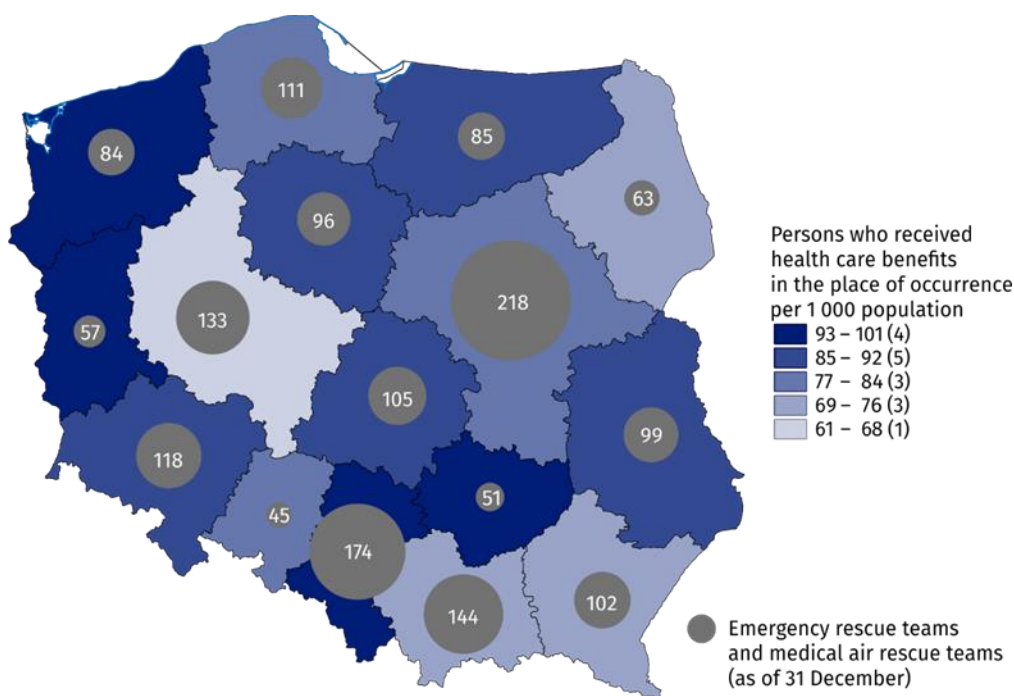 111
85
84
63
96
218
133
57
105
99
118
51
45
174
144
102
Persons who received
health care benefits
in the place of occurrence
per 1 000 population
93 – 101 (4)
85 – 92 (5)
77 – 84 (3)
69 – 76 (3)
61 – 68 (1)
Emergency rescue teams
and medical air rescue teams
(as of 31 December)